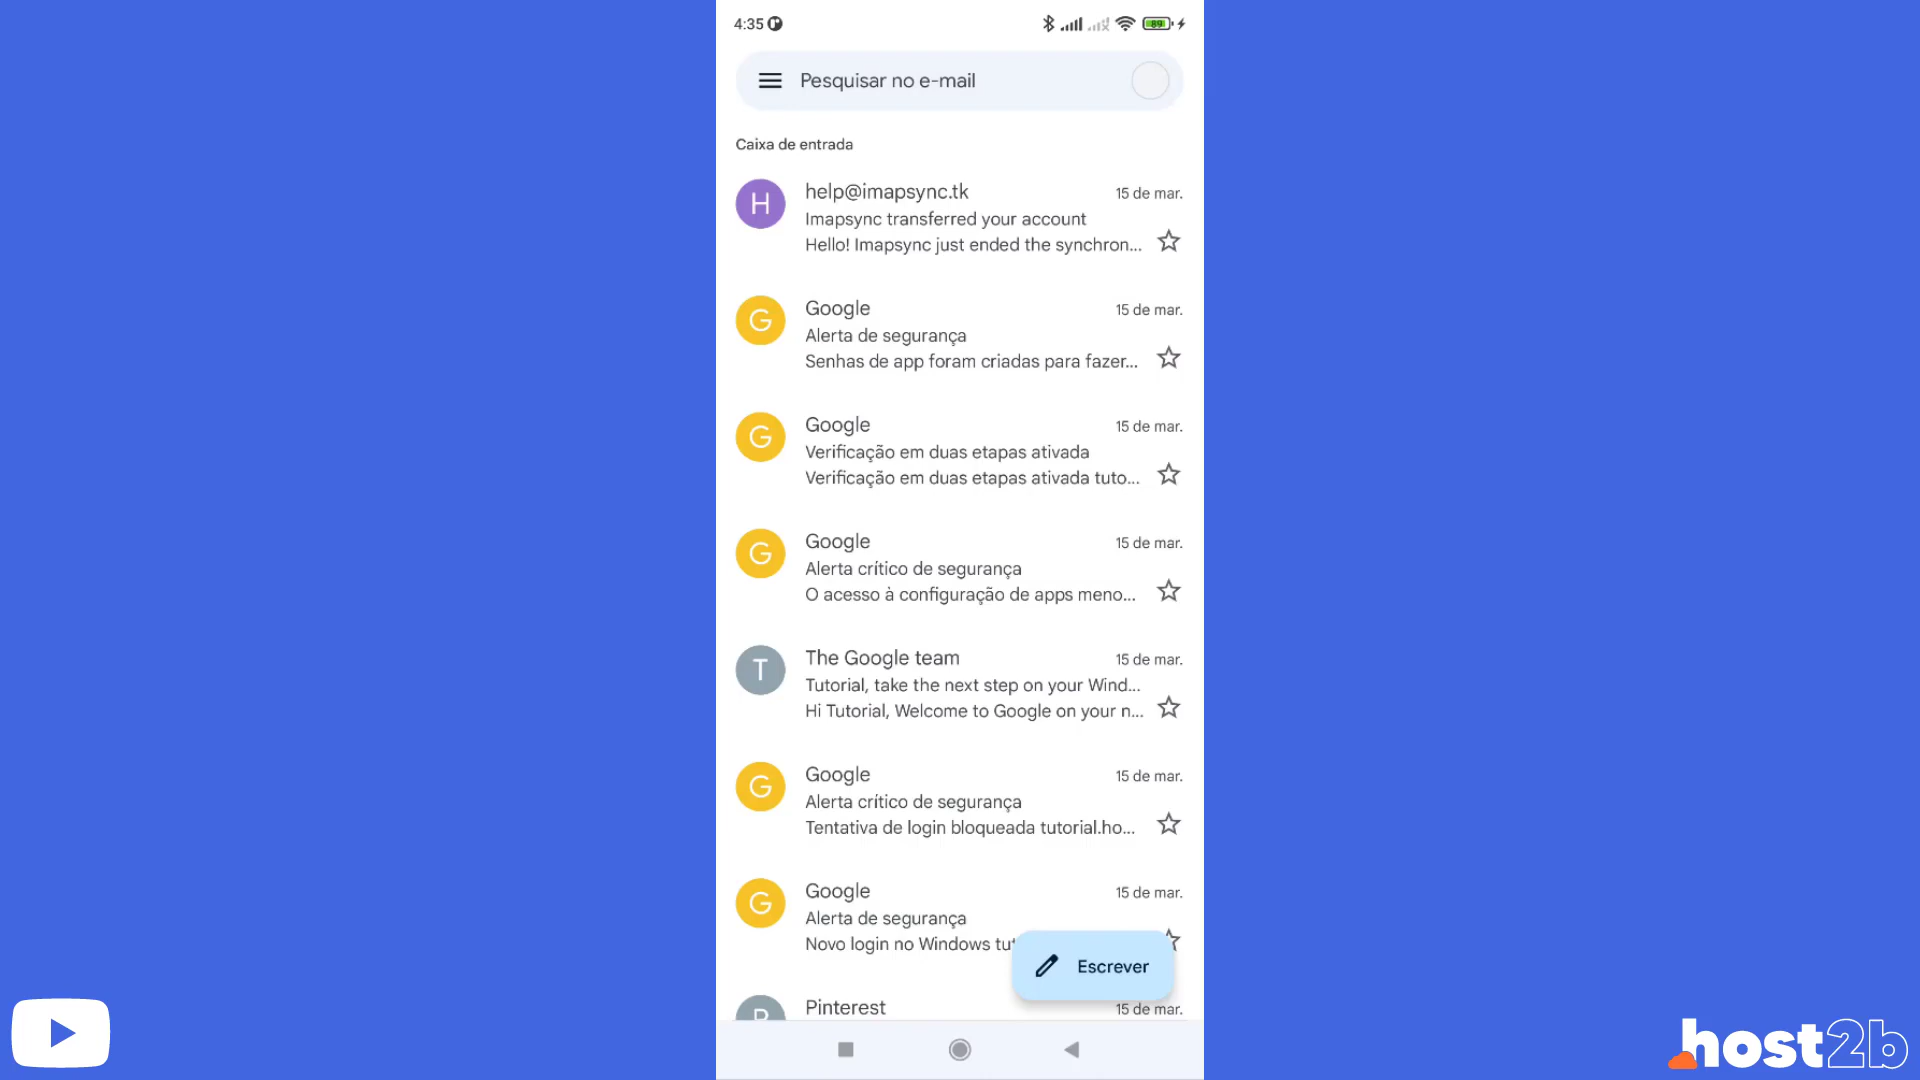 4:35
89
Pesquisar no e-mail
Caixa de entrada
H
help@imapsync.tk
15 de mar.
Imapsync transferred your account
Hello! Imapsync just ended the synchron...
G
Google
15 de mar.
Alerta de segurança
Senhas de app foram criadas para fazer...
G
Google
15 de mar.
Verificação em duas etapas ativada
Verificação em duas etapas ativada tuto...
G
Google
15 de mar.
Alerta crítico de segurança
O acesso à configuração de apps meno...
T
The Google team
15 de mar.
Tutorial, take the next step on your Wind...
Hi Tutorial, Welcome to Google on your n...
G
Google
15 de mar.
Alerta crítico de segurança
Tentativa de login bloqueada tutorial.ho...
G
Google
15 de mar.
Alerta de segurança
Novo login no Windows tut
Escrever
P
Pinterest
15 de mar.
host2b